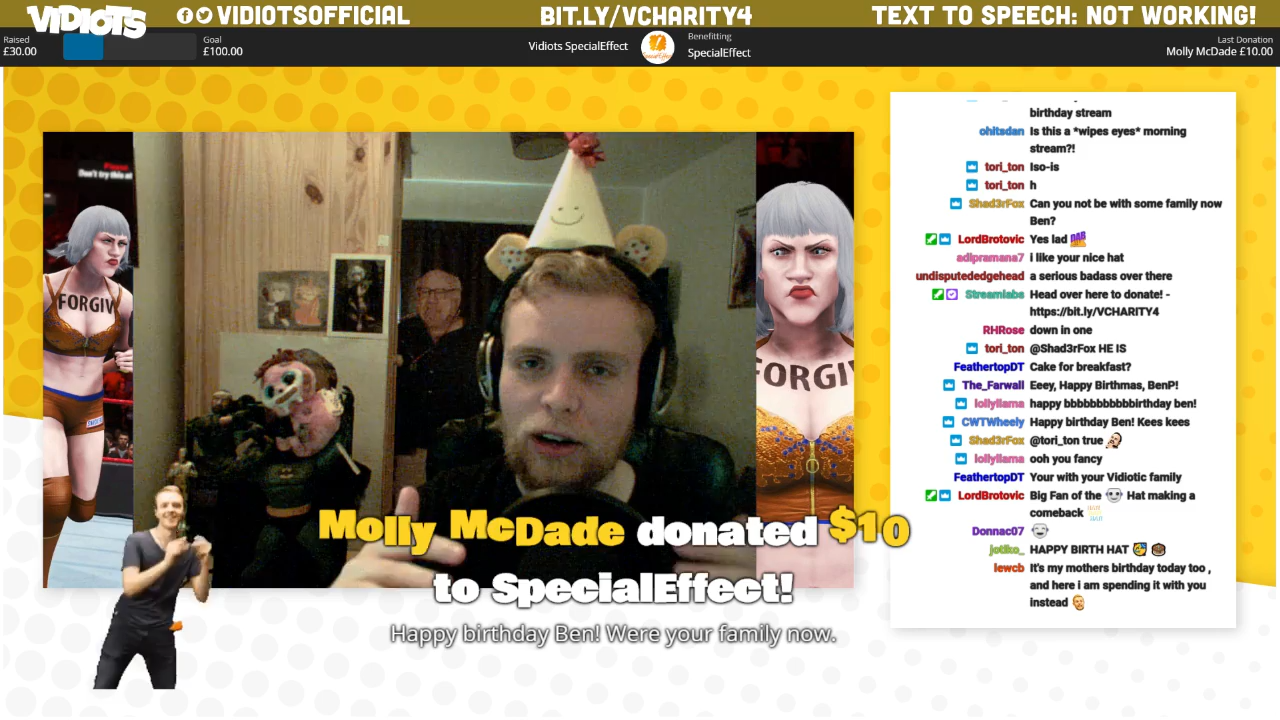 VIDIOTS
VIDIOTSOFFICIAL
BIT.LY/VCHARITY4
TEXT TO SPEECH: NOT WORKING!
Raised
£30.00
Goal
£100.00
Vidiots SpecialEffect
Benefitting
SpecialEffect
Last Donation
Molly McDade £10.00
birthday stream
ohitsdan Is this a *wipes eyes* morning
stream?!
tori_ton Iso-is
tori_ton h
Shad3rFox Can you not be with some family now
Ben?
LordBrotovic Yes lad
adipramana7 i like your nice hat
undisputededgehead a serious badass over there
Streamlabs Head over here to donate! -
https://bit.ly/VCHARITY4
RHRose down in one
tori_ton @Shad3rFox HE IS
FeathertopDT Cake for breakfast?
The_Farwall Eeey, Happy Birthmas, BenP!
lollyllama happy bbbbbbbbbbirthday ben!
CWTWheely Happy birthday Ben! Kees kees
Shad3rFox @tori_ton true
lollyllama ooh you fancy
FeathertopDT Your with your Vidiotic family
LordBrotovic Big Fan of the Hat making a
comeback
Donnac07
jotiko_ HAPPY BIRTH HAT
lewcb It's my mothers birthday today too ,
and here i am spending it with you
instead
FORGIV
FORGIV
Molly McDade donated $10
to SpecialEffect!
Happy birthday Ben! Were your family now.